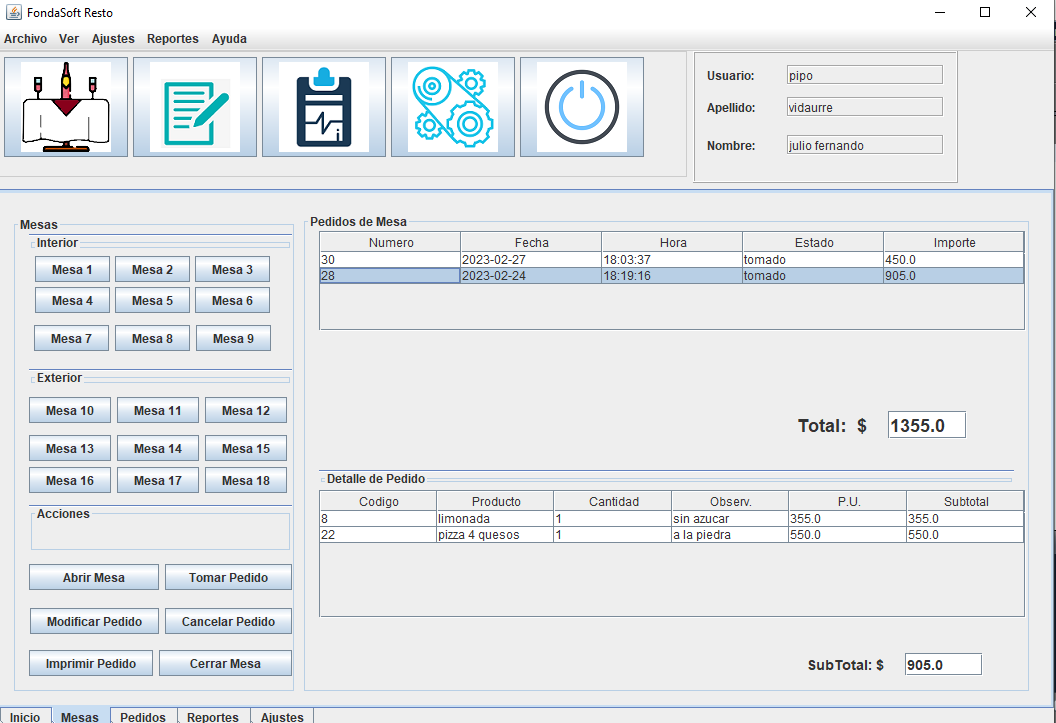 FondaSoft Resto
Archivo Ver Ajustes Reportes Ayuda
Usuario: pipo
Apellido: vidaurre
Nombre: julio fernando
Mesas
Interior
Mesa 1 Mesa 2 Mesa 3
Mesa 4 Mesa 5 Mesa 6
Mesa 7 Mesa 8 Mesa 9
Exterior
Mesa 10 Mesa 11 Mesa 12
Mesa 13 Mesa 14 Mesa 15
Mesa 16 Mesa 17 Mesa 18
Acciones
Abrir Mesa Tomar Pedido
Modificar Pedido Cancelar Pedido
Imprimir Pedido Cerrar Mesa
Pedidos de Mesa
Numero Fecha Hora Estado Importe
30 2023-02-27 18:03:37 tomado 450.0
28 2023-02-24 18:19:16 tomado 905.0
Total: $ 1355.0
Detalle de Pedido
Codigo Producto Cantidad Observ. P.U. Subtotal
8 limonada 1 sin azucar 355.0 355.0
22 pizza 4 quesos 1 a la piedra 550.0 550.0
SubTotal: $ 905.0
Inicio Mesas Pedidos Reportes Ajustes